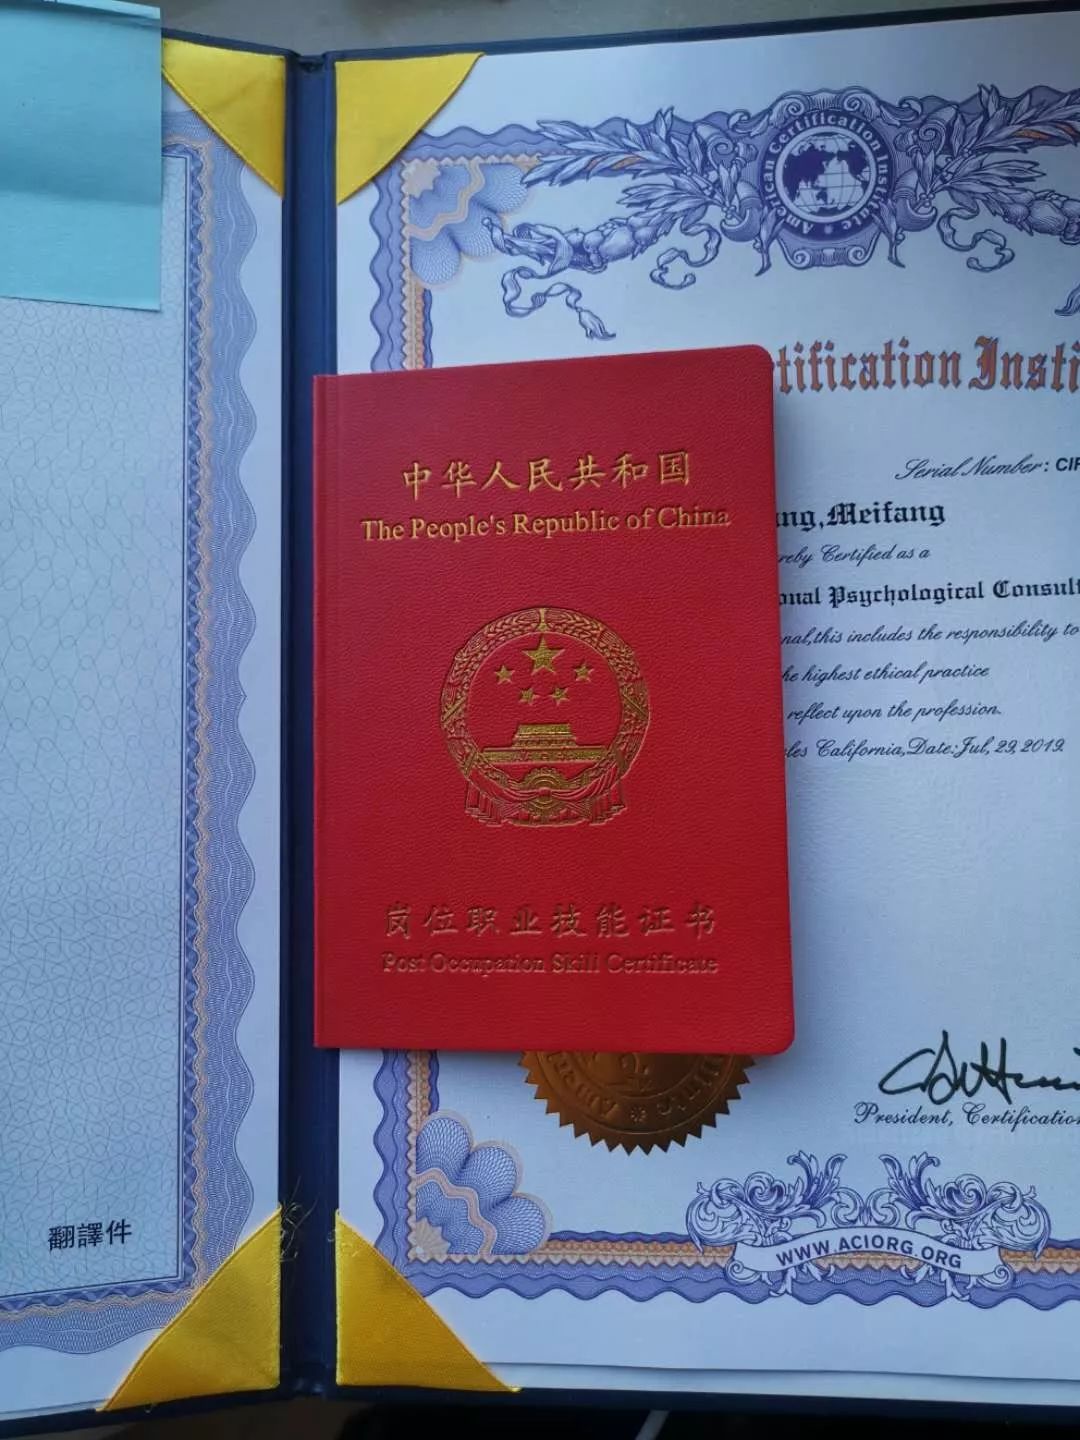 American Certification Institute
tification Insti
Serial Number: CIF
ng,Meifang
reby Certified as a
onal Psychological Consult
nal,this includes the responsibility to
he highest ethical practice
reflect upon the profession.
les California,Date:Jul, 29, 2019.
中华人民共和国
The People's Republic of China
岗位职业技能证书
Post Occupation Skill Certificate
President, Certification
WWW.ACIORG.ORG
翻譯件